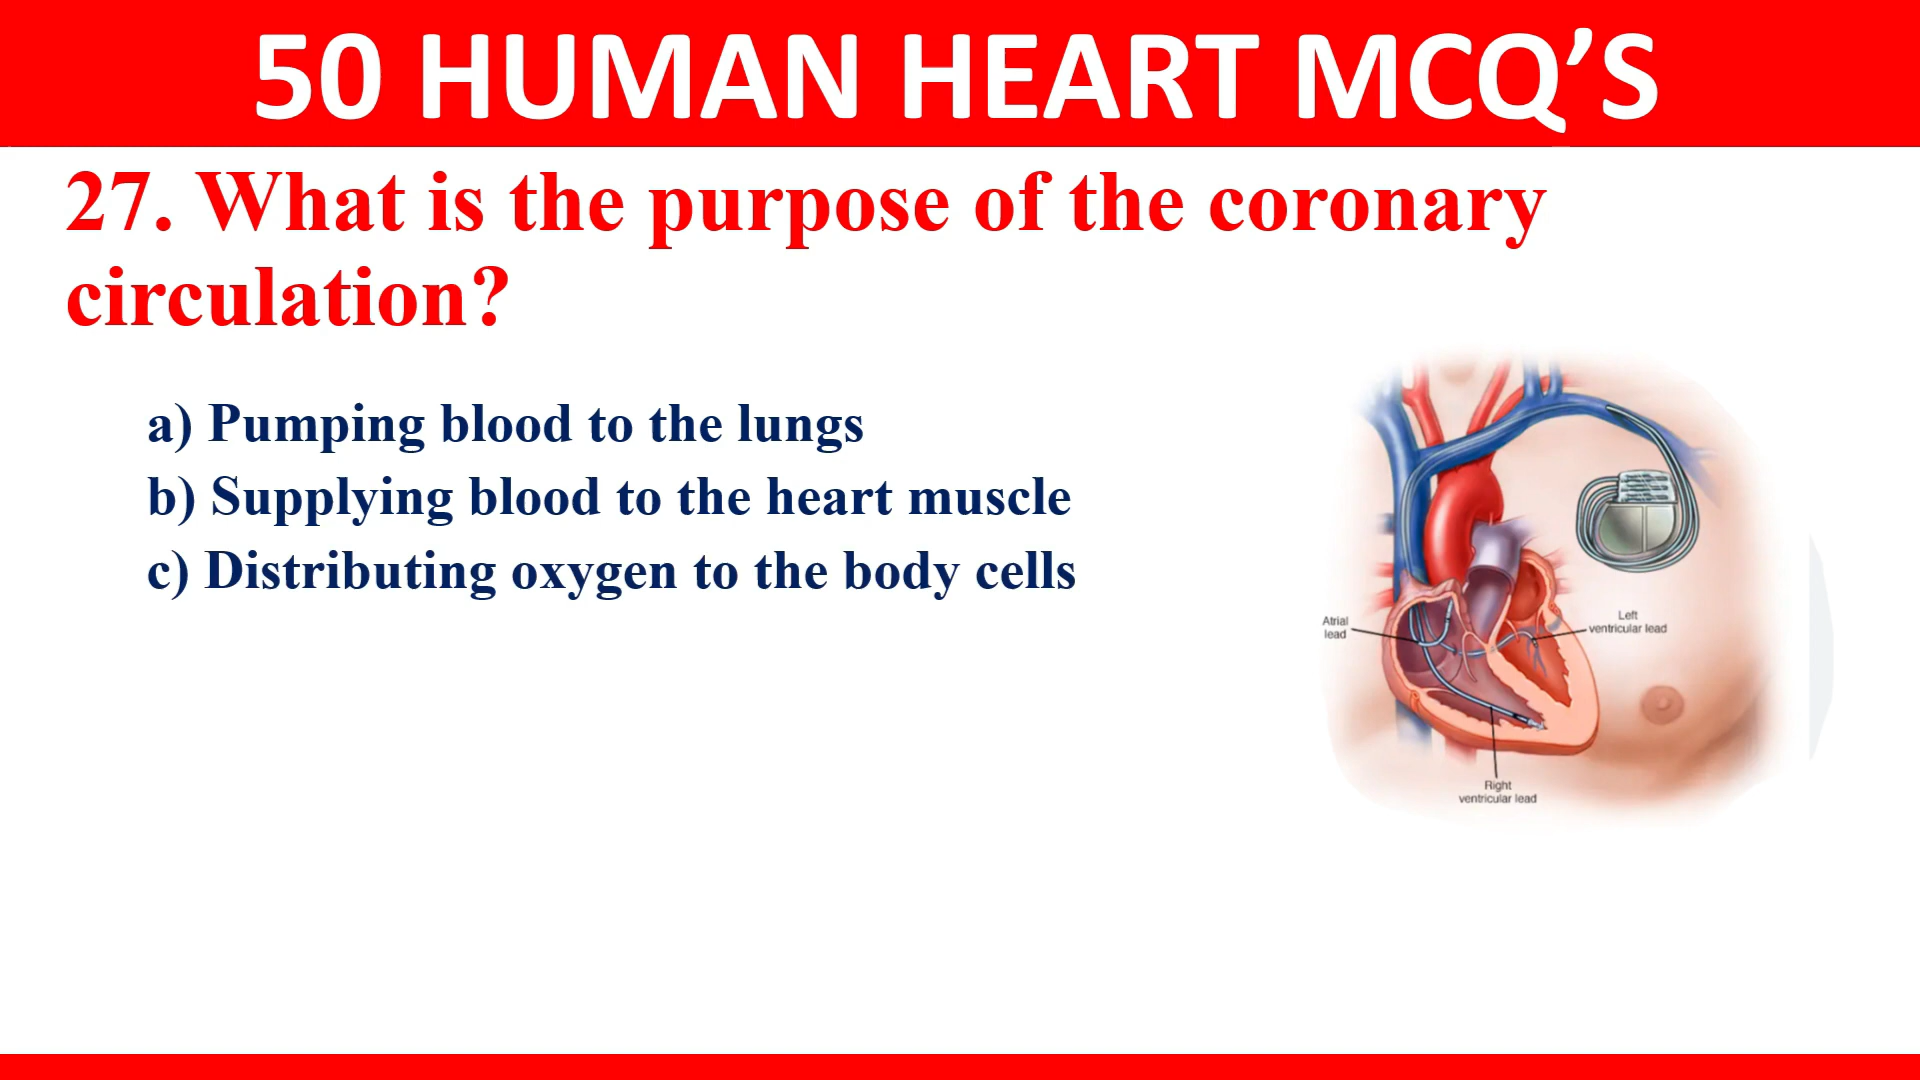 50 HUMAN HEART MCQ’S
27. What is the purpose of the coronary
circulation?
a) Pumping blood to the lungs
b) Supplying blood to the heart muscle
c) Distributing oxygen to the body cells
Atrial
lead
Left
ventricular lead
Right
ventricular lead